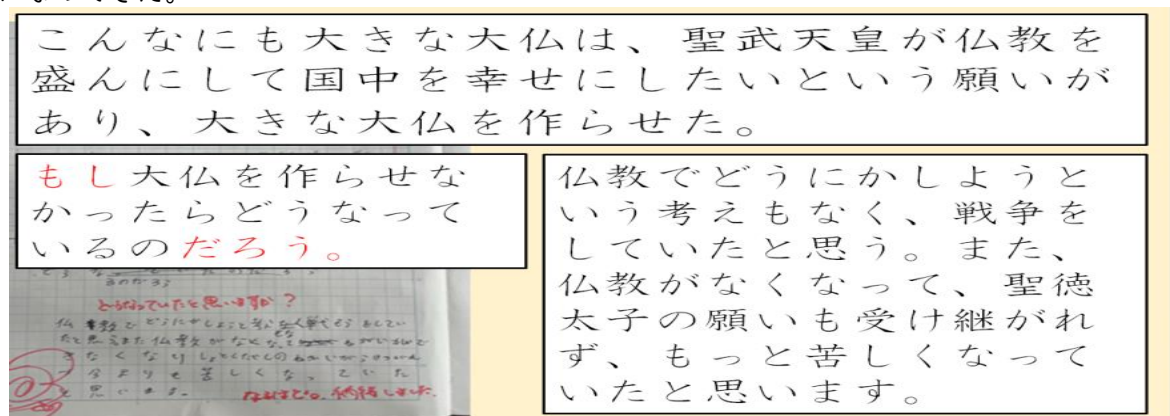 こんなにも大きな大仏は、聖武天皇が仏教を
盛んにして国中を幸せにしたいという願いが
あり、大きな大仏を作らせた。
もし大仏を作らせな
かったらどうなって
いるのだろう。
仏教でどうにかしようと
いう考えもなく、戦争を
していたと思う。また、
仏教がなくなって、聖徳
太子の願いも受け継がれ
ず、もっと苦しくなって
いたと思います。
どうなっていたと思いますか?
なるほど。納得しました。